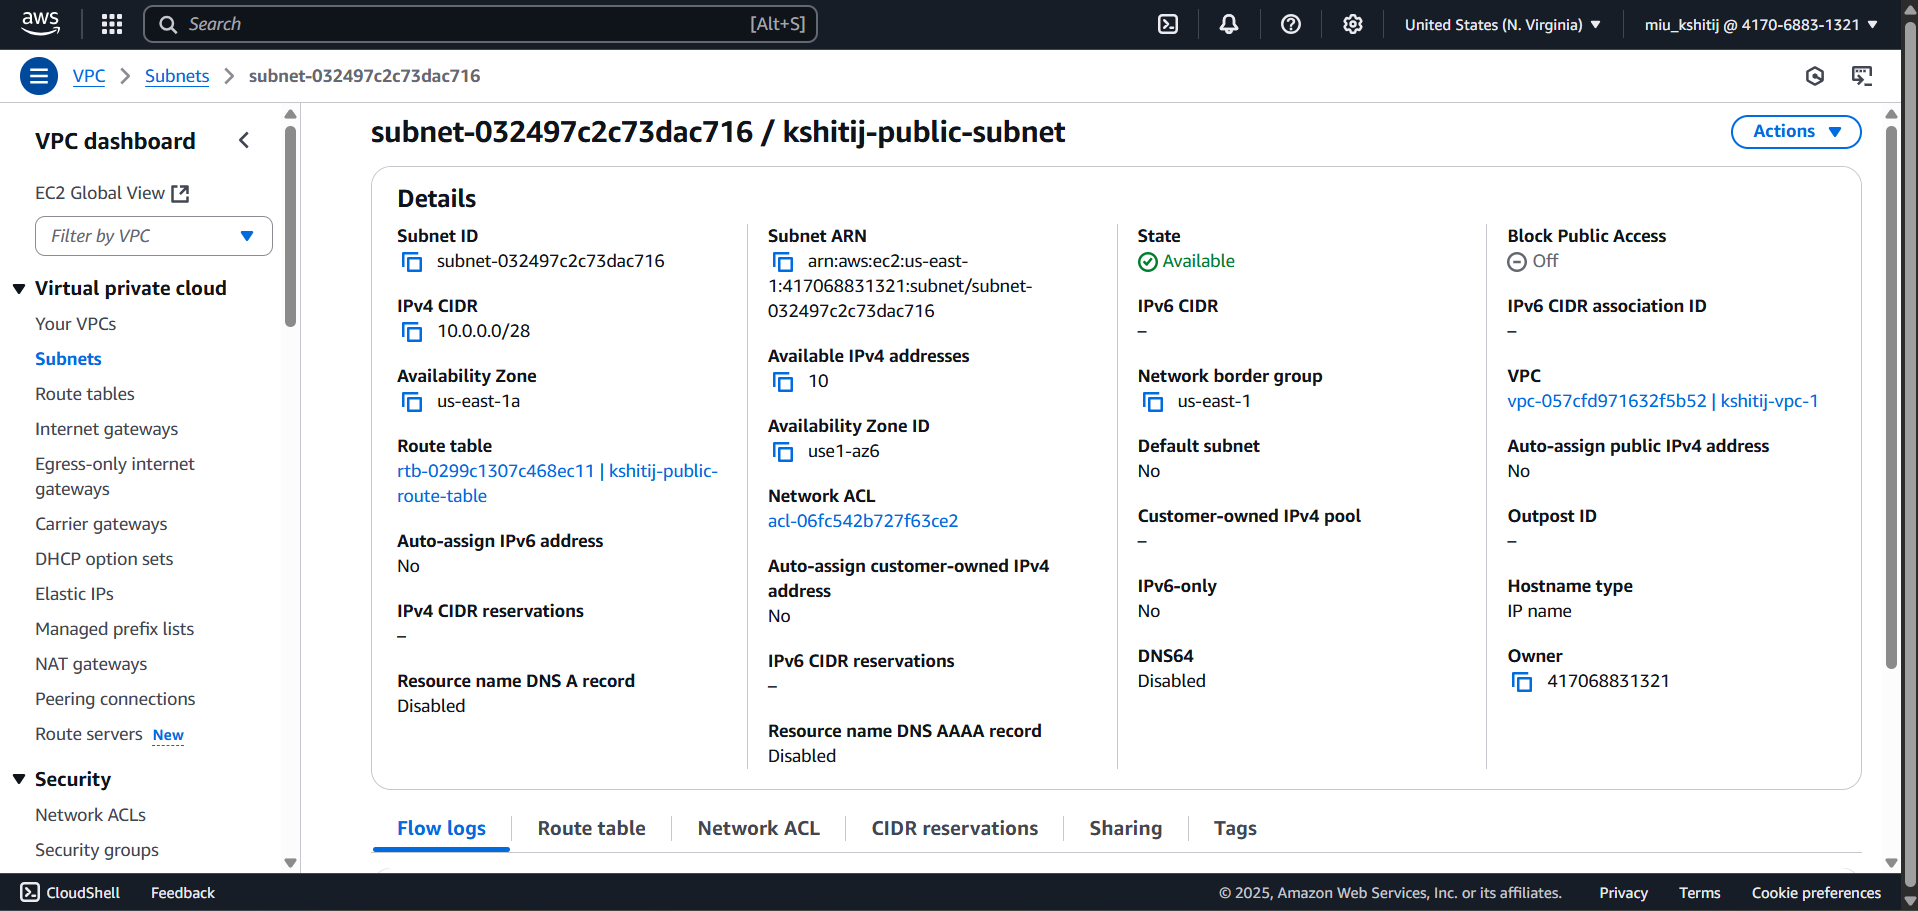 aws
Search
[Alt+S]
United States (N. Virginia)
miu_kshitij @ 4170-6883-1321
VPC
Subnets
subnet-032497c2c73dac716
VPC dashboard
EC2 Global View
Filter by VPC
Virtual private cloud
Your VPCs
Subnets
Route tables
Internet gateways
Egress-only internet
gateways
Carrier gateways
DHCP option sets
Elastic IPs
Managed prefix lists
NAT gateways
Peering connections
Route servers New
Security
Network ACLs
Security groups
subnet-032497c2c73dac716 / kshitij-public-subnet
Actions
Details
Subnet ID
subnet-032497c2c73dac716
IPv4 CIDR
10.0.0.0/28
Availability Zone
us-east-1a
Route table
rtb-0299c1307c468ec11 | kshitij-public-
route-table
Auto-assign IPv6 address
No
IPv4 CIDR reservations
–
Resource name DNS A record
Disabled
Subnet ARN
arn:aws:ec2:us-east-
1:417068831321:subnet/subnet-
032497c2c73dac716
Available IPv4 addresses
10
Availability Zone ID
use1-az6
Network ACL
acl-06fc542b727f63ce2
Auto-assign customer-owned IPv4
address
No
IPv6 CIDR reservations
–
Resource name DNS AAAA record
Disabled
State
Available
IPv6 CIDR
–
Network border group
us-east-1
Default subnet
No
Customer-owned IPv4 pool
–
IPv6-only
No
DNS64
Disabled
Block Public Access
Off
IPv6 CIDR association ID
–
VPC
vpc-057cfd971632f5b52 | kshitij-vpc-1
Auto-assign public IPv4 address
No
Outpost ID
–
Hostname type
IP name
Owner
417068831321
Flow logs
Route table
Network ACL
CIDR reservations
Sharing
Tags
CloudShell
Feedback
© 2025, Amazon Web Services, Inc. or its affiliates.
Privacy
Terms
Cookie preferences